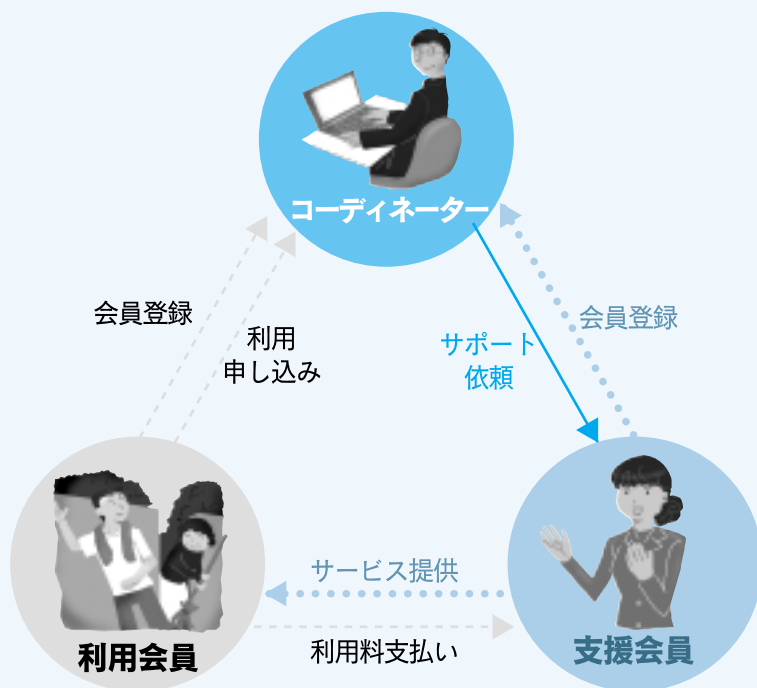 コーディネーター
会員登録
利用
申し込み
サポート
依頼
会員登録
サービス提供
利用料支払い
利用会員
支援会員